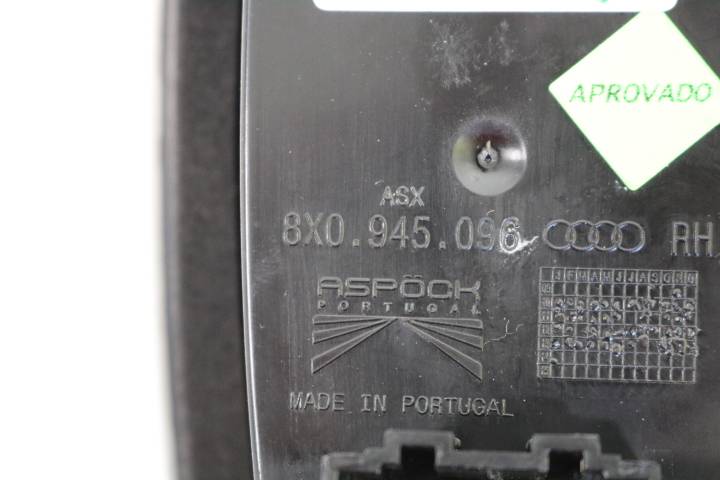 APROVADO
ASX
8X0.945.096 RH
ASPÖCK
PORTUGAL
MADE IN PORTUGAL